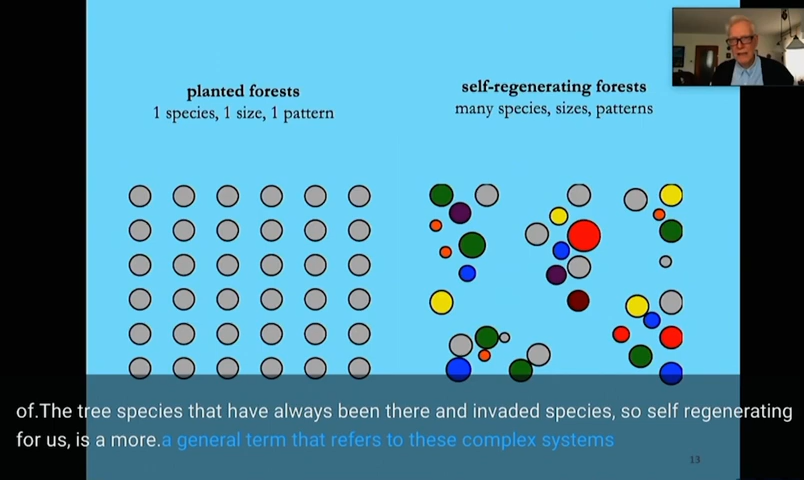 planted forests
1 species, 1 size, 1 pattern
self-regenerating forests
many species, sizes, patterns
of.The tree species that have always been there and invaded species, so self regenerating
for us, is a more.a general term that refers to these complex systems
13